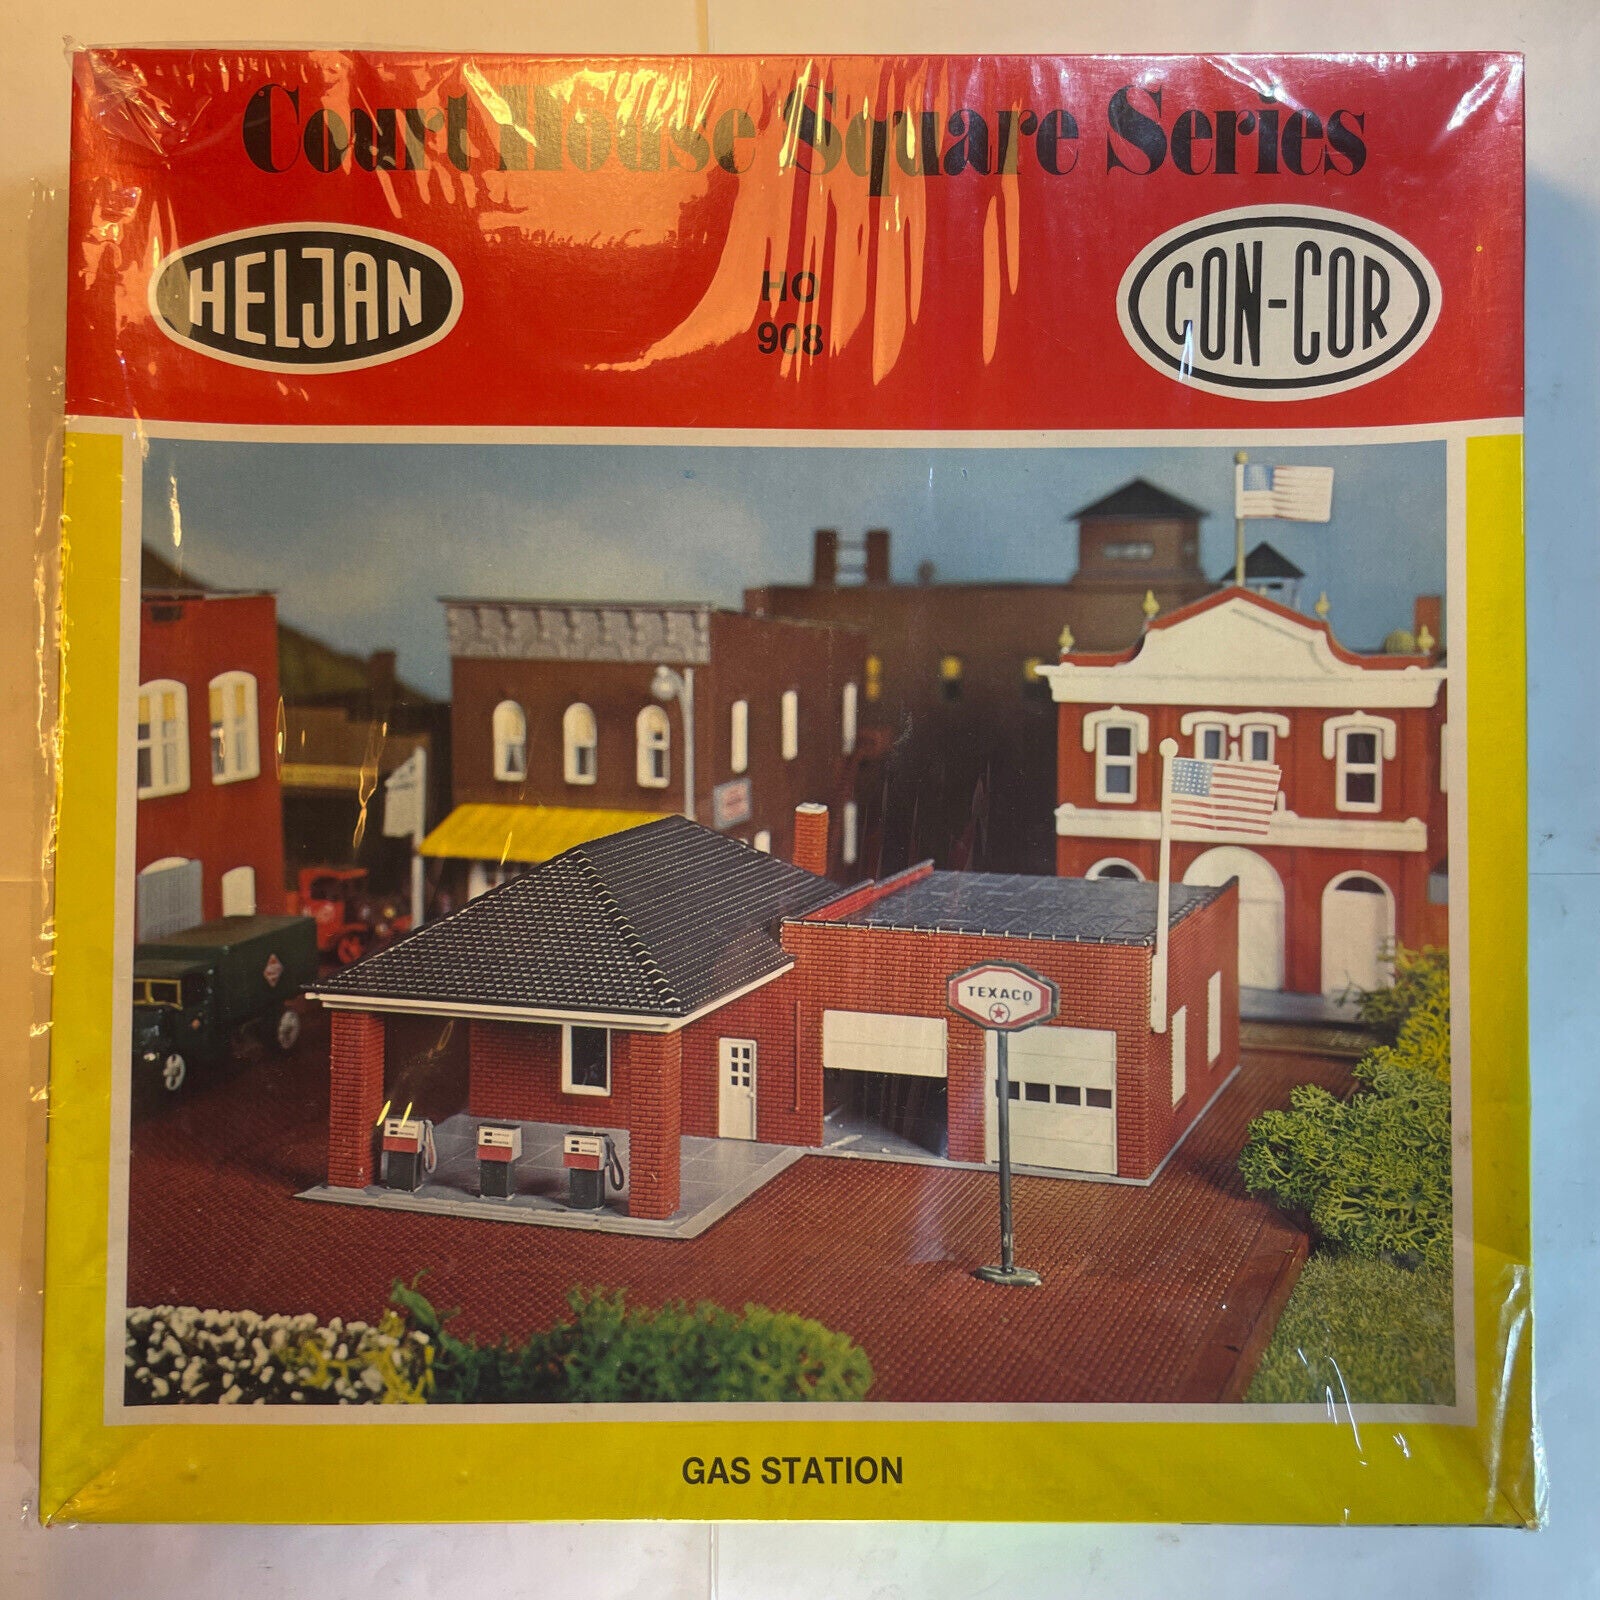 Court House Square Series
HELJAN
HO
908
CON-COR
TEXACO
GAS STATION